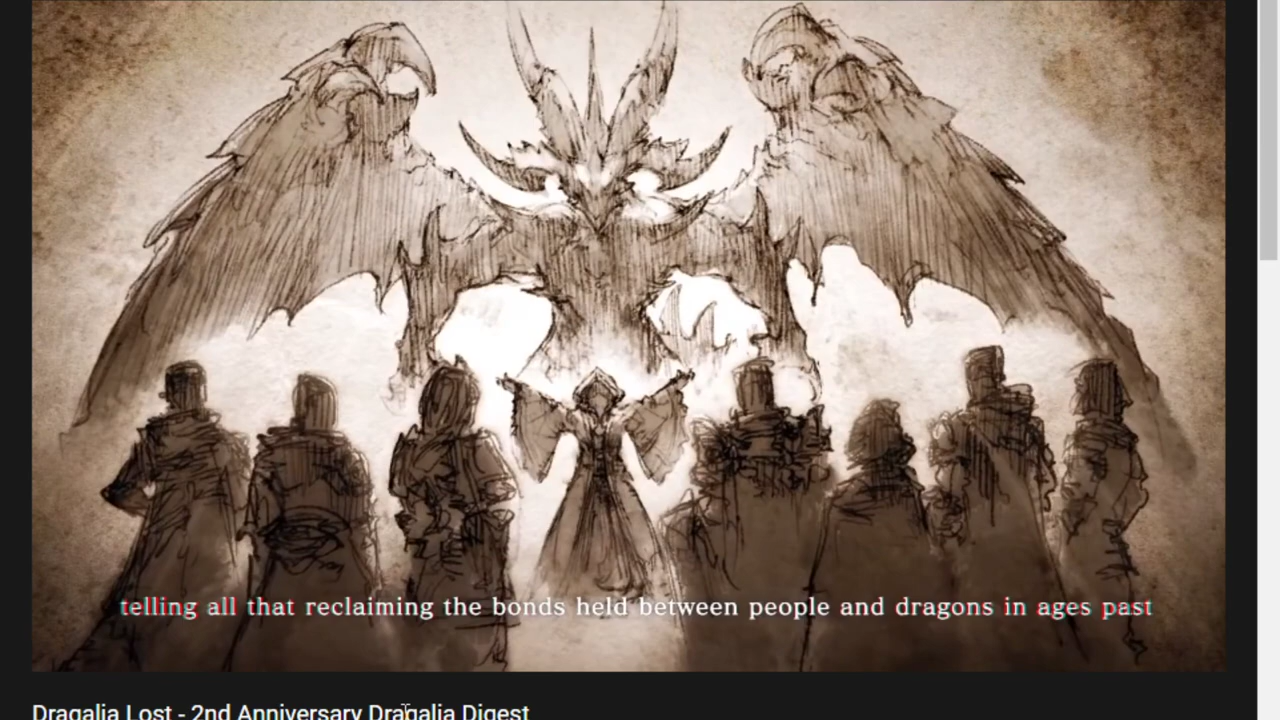 telling all that reclaiming the bonds held between people and dragons in ages past
Dragalia Lost - 2nd Anniversary Dragalia Digest